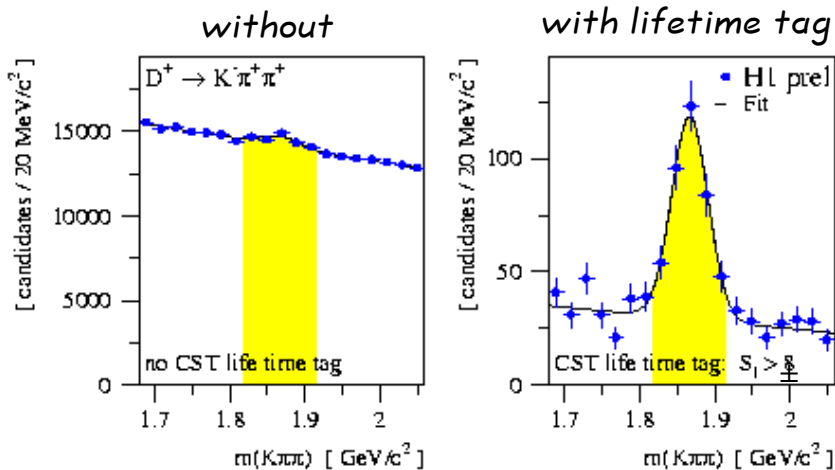 without
with lifetime tag
D⁺ → K⁻π⁺π⁺
[ candidates / 20 MeV/c² ]
15000
10000
5000
0
no CST life time tag
1.7
1.8
1.9
2
m(Kππ) [ GeV/c² ]
H1 prel
Fit
[ candidates / 20 MeV/c² ]
100
50
0
CST life time tag: S_l >
1.7
1.8
1.9
2
m(Kππ) [ GeV/c² ]